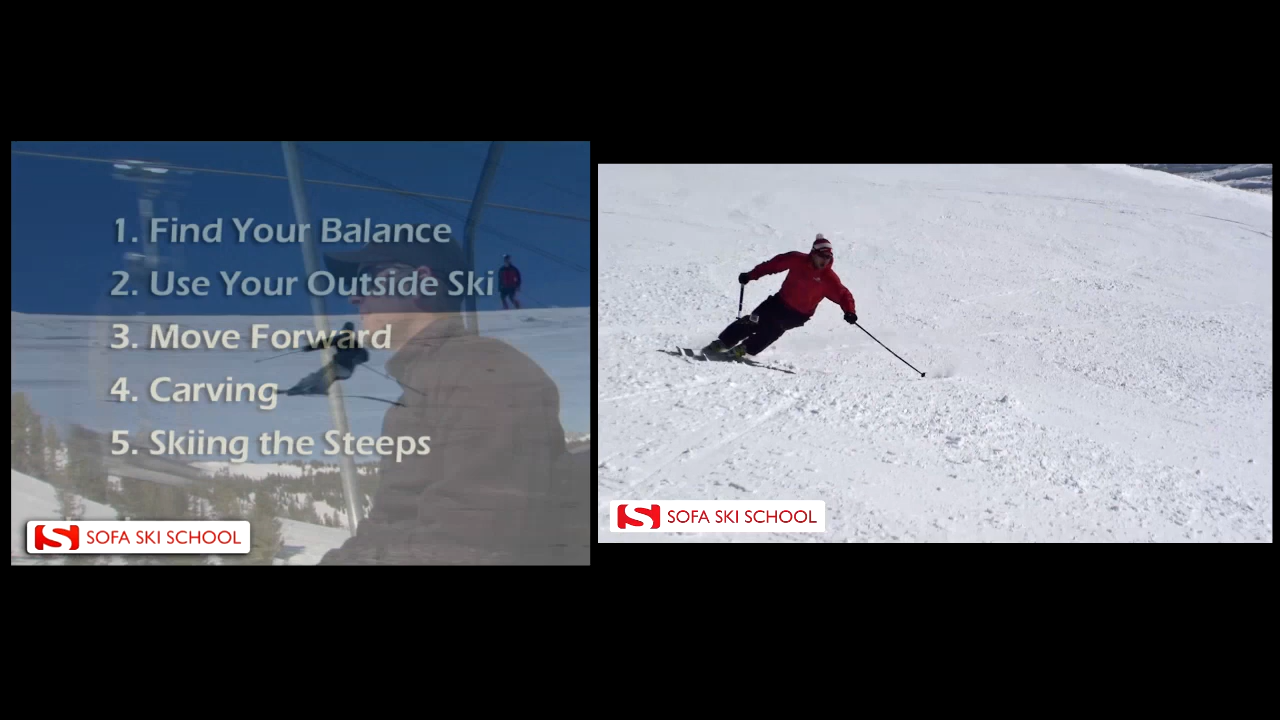 1. Find Your Balance
2. Use Your Outside Ski
3. Move Forward
4. Carving
5. Skiing the Steeps
SOFA SKI SCHOOL
SOFA SKI SCHOOL